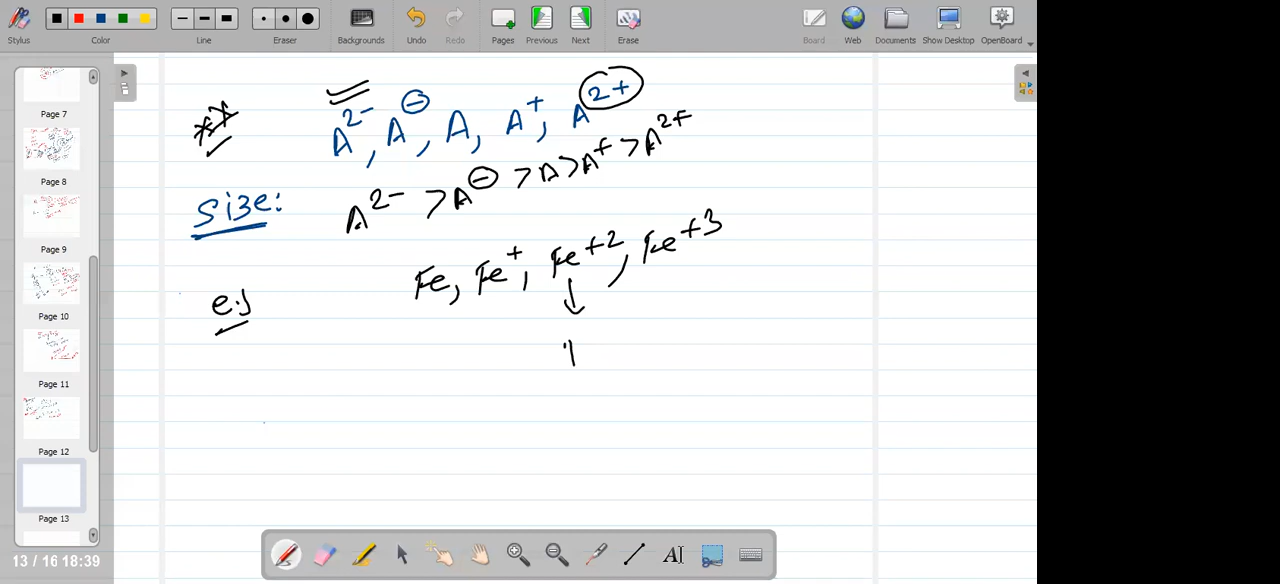 Stylus Color Line Eraser Backgrounds Undo Redo Pages Previous Next Erase Board Web Documents Show Desktop OpenBoard
Page 7
Page 8
Page 9
Page 10
Page 11
Page 12
Page 13
13 / 16 18:39
A²⁻, A⊖, A, A⁺, A²⁺
Size: A²⁻ > A⊖ > A > A⁺ > A²⁺
e.g Fe, Fe⁺, Fe⁺², Fe⁺³
↓